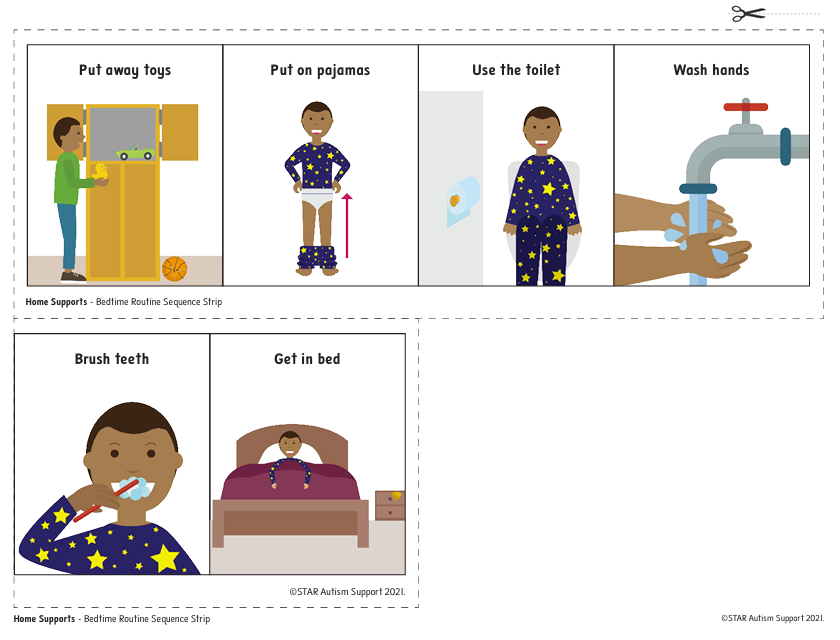 Put away toys
Put on pajamas
Use the toilet
Wash hands
Home Supports - Bedtime Routine Sequence Strip
Brush teeth
Get in bed
©STAR Autism Support 2021.
Home Supports - Bedtime Routine Sequence Strip
©STAR Autism Support 2021.